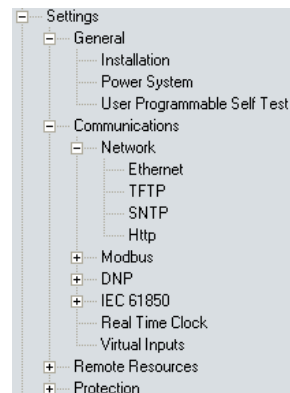 Settings
General
Installation
Power System
User Programmable Self Test
Communications
Network
Ethernet
TFTP
SNTP
Http
Modbus
DNP
IEC 61850
Real Time Clock
Virtual Inputs
Remote Resources
Protection